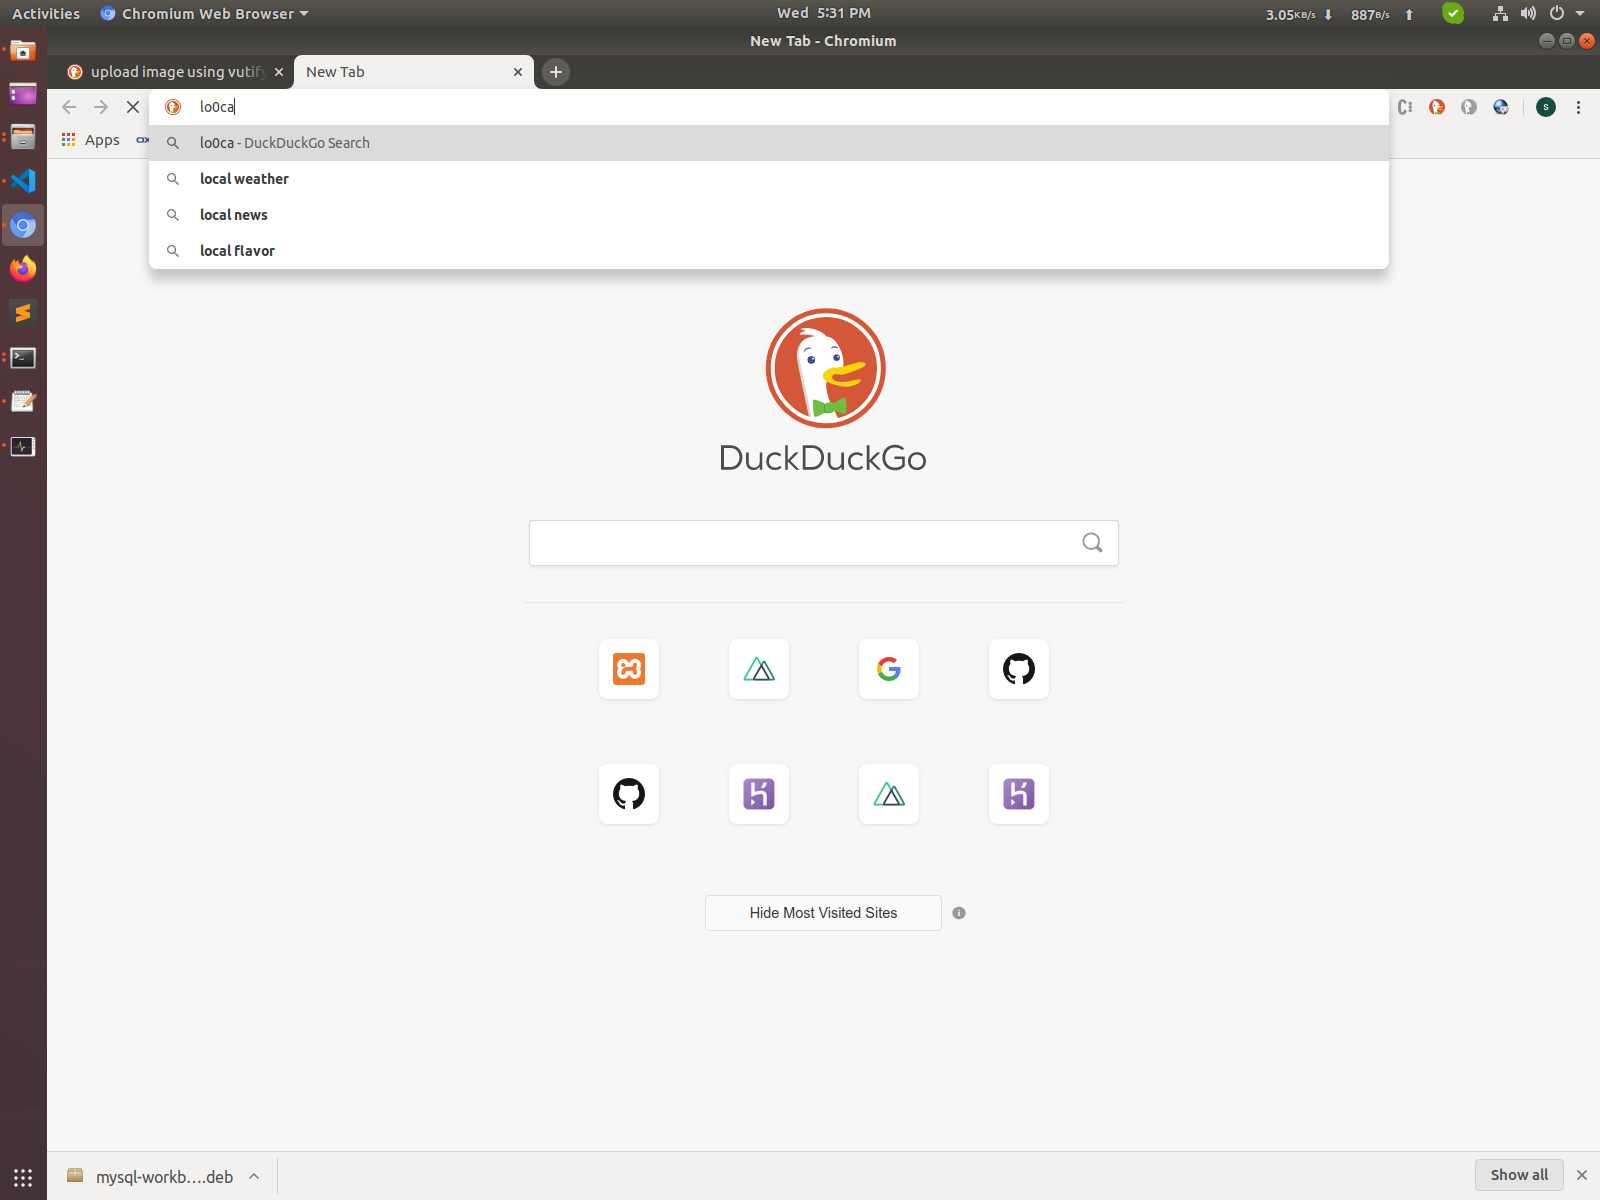 Activities Chromium Web Browser Wed 5:31 PM 3.05KB/s 887B/s
New Tab - Chromium
upload image using vutify New Tab
lo0ca
S
Apps
lo0ca - DuckDuckGo Search
local weather
local news
local flavor
DuckDuckGo
Hide Most Visited Sites
mysql-workb....deb Show all